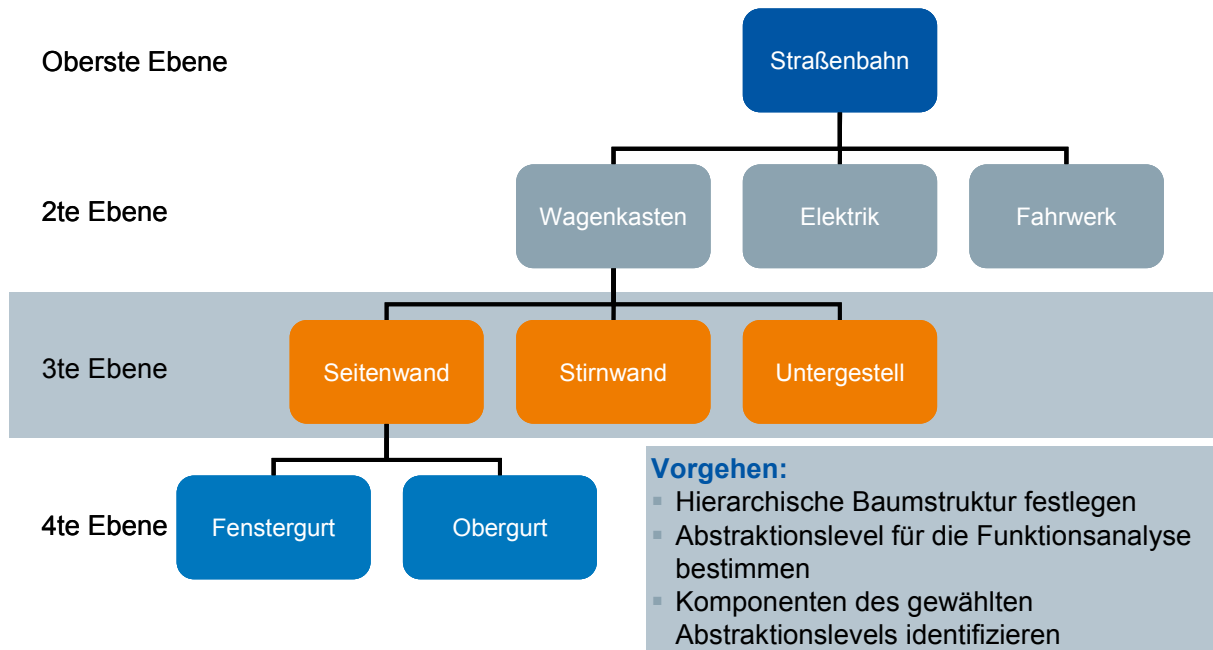 Oberste Ebene
Straßenbahn
2te Ebene
Wagenkasten
Elektrik
Fahrwerk
3te Ebene
Seitenwand
Stirnwand
Untergestell
4te Ebene
Fenstergurt
Obergurt
Vorgehen:
▪ Hierarchische Baumstruktur festlegen
▪ Abstraktionslevel für die Funktionsanalyse
bestimmen
▪ Komponenten des gewählten
Abstraktionslevels identifizieren